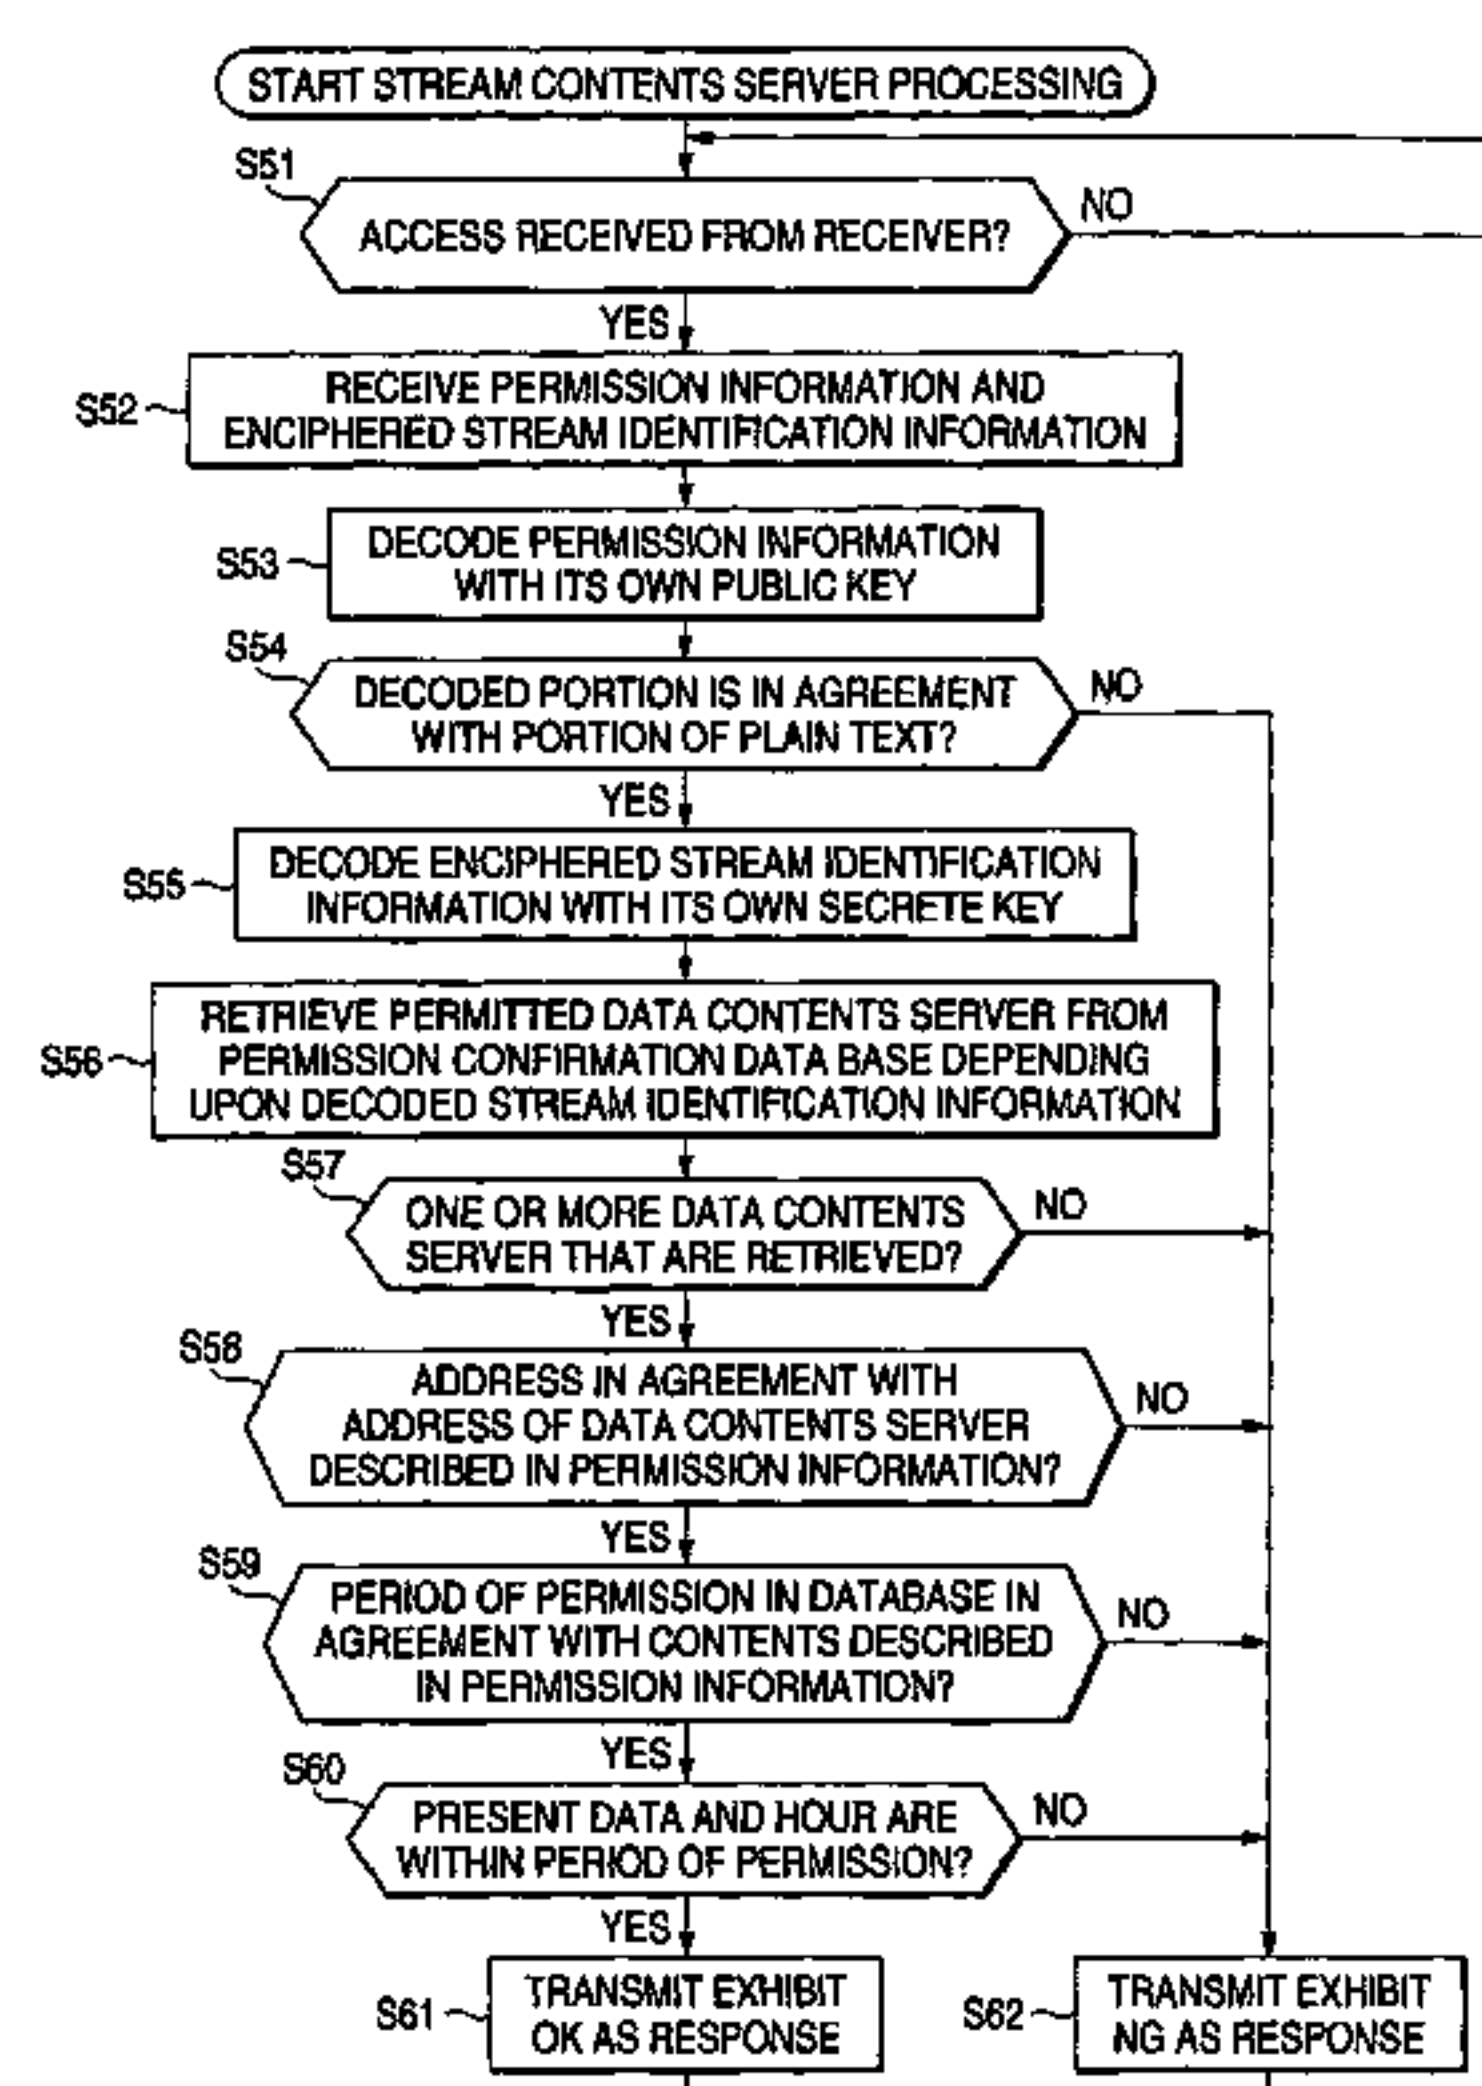 START STREAM CONTENTS SERVER PROCESSING
S51
ACCESS RECEIVED FROM RECEIVER?
NO
YES
S52
RECEIVE PERMISSION INFORMATION AND
ENCIPHERED STREAM IDENTIFICATION INFORMATION
S53
DECODE PERMISSION INFORMATION
WITH ITS OWN PUBLIC KEY
S54
DECODED PORTION IS IN AGREEMENT
WITH PORTION OF PLAIN TEXT?
NO
YES
S55
DECODE ENCIPHERED STREAM IDENTIFICATION
INFORMATION WITH ITS OWN SECRETE KEY
S56
RETRIEVE PERMITTED DATA CONTENTS SERVER FROM
PERMISSION CONFIRMATION DATA BASE DEPENDING
UPON DECODED STREAM IDENTIFICATION INFORMATION
S57
ONE OR MORE DATA CONTENTS
SERVER THAT ARE RETRIEVED?
NO
YES
S58
ADDRESS IN AGREEMENT WITH
ADDRESS OF DATA CONTENTS SERVER
DESCRIBED IN PERMISSION INFORMATION?
NO
YES
S59
PERIOD OF PERMISSION IN DATABASE IN
AGREEMENT WITH CONTENTS DESCRIBED
IN PERMISSION INFORMATION?
NO
YES
S60
PRESENT DATA AND HOUR ARE
WITHIN PERIOD OF PERMISSION?
NO
YES
S61
TRANSMIT EXHIBIT
OK AS RESPONSE
S62
TRANSMIT EXHIBIT
NG AS RESPONSE